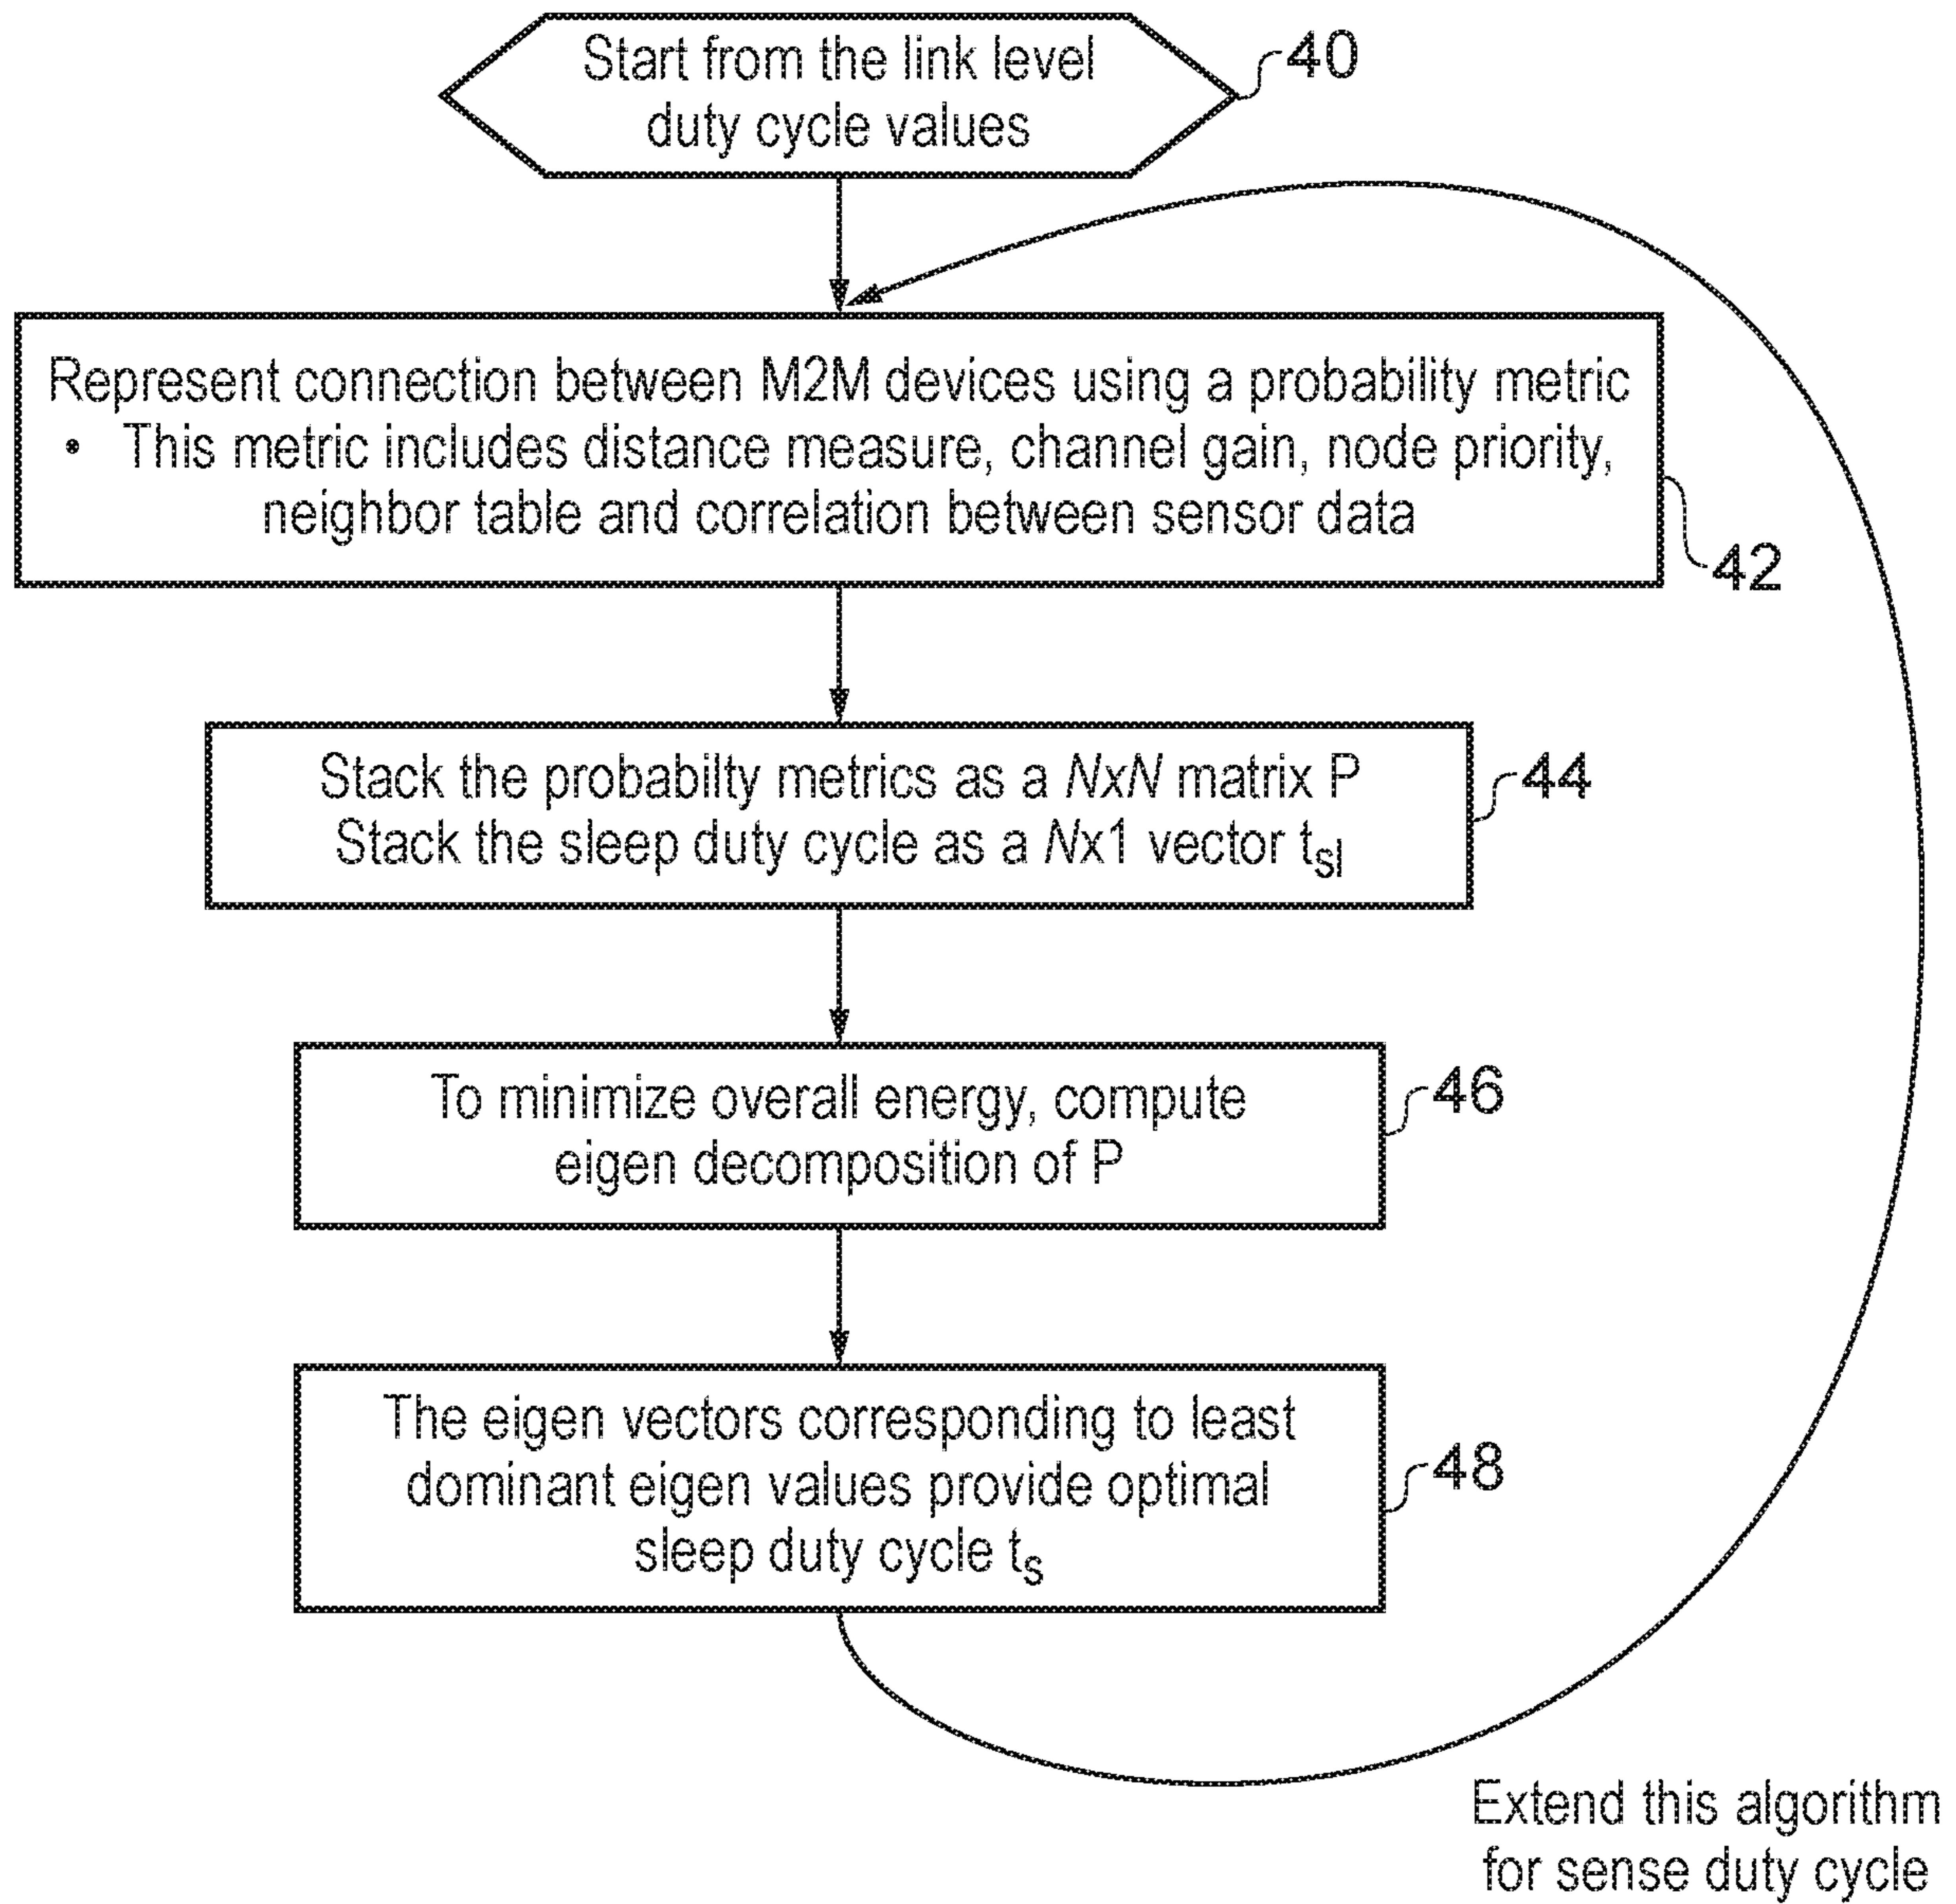 Start from the link level
duty cycle values
40
Represent connection between M2M devices using a probability metric
• This metric includes distance measure, channel gain, node priority,
neighbor table and correlation between sensor data
42
Stack the probabilty metrics as a NxN matrix P
Stack the sleep duty cycle as a Nx1 vector tsl
44
To minimize overall energy, compute
eigen decomposition of P
46
The eigen vectors corresponding to least
dominant eigen values provide optimal
sleep duty cycle ts
48
Extend this algorithm
for sense duty cycle